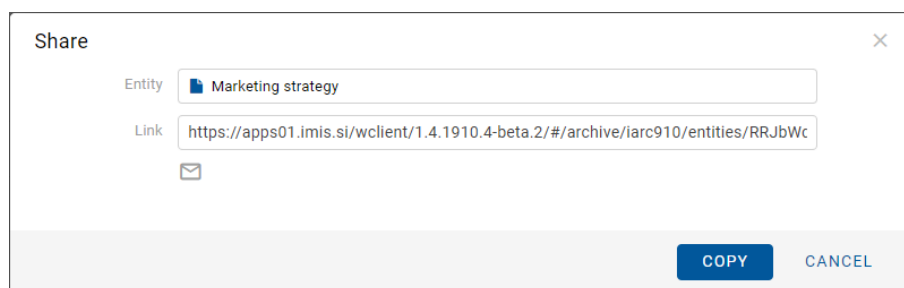 Share
Entity Marketing strategy
Link https://apps01.imis.si/wclient/1.4.1910.4-beta.2/#/archive/iarc910/entities/RRJbWc
COPY CANCEL